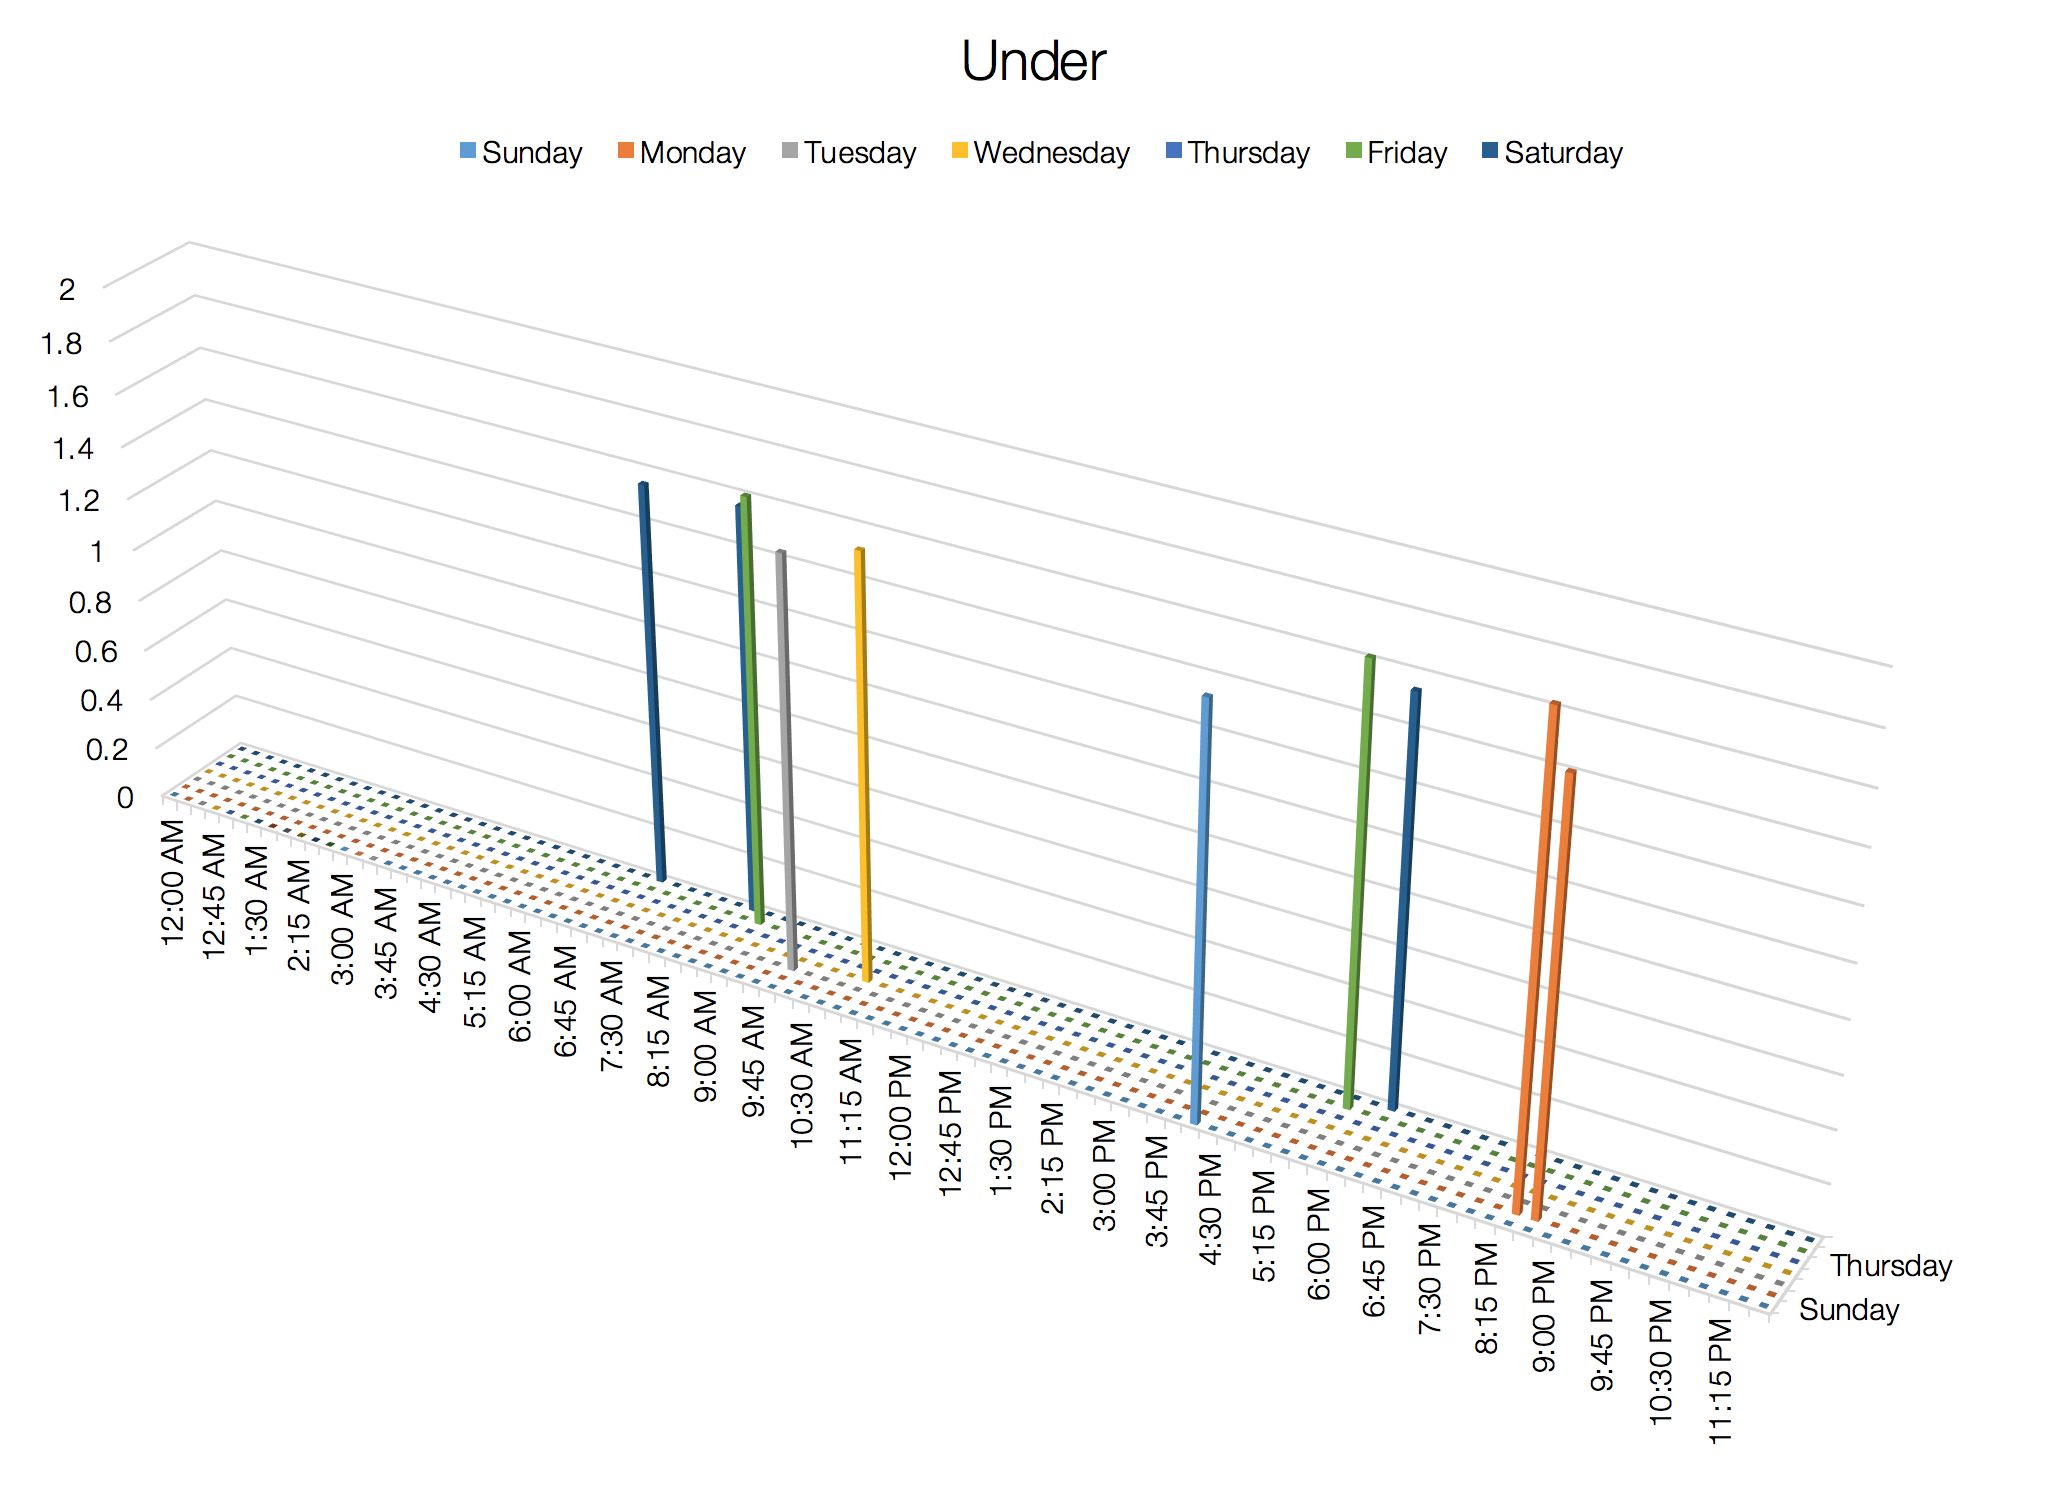 Under
Sunday Monday Tuesday Wednesday Thursday Friday Saturday
2
1.8
1.6
1.4
1.2
1
0.8
0.6
0.4
0.2
0
12:00 AM
12:45 AM
1:30 AM
2:15 AM
3:00 AM
3:45 AM
4:30 AM
5:15 AM
6:00 AM
6:45 AM
7:30 AM
8:15 AM
9:00 AM
9:45 AM
10:30 AM
11:15 AM
12:00 PM
12:45 PM
1:30 PM
2:15 PM
3:00 PM
3:45 PM
4:30 PM
5:15 PM
6:00 PM
6:45 PM
7:30 PM
8:15 PM
9:00 PM
9:45 PM
10:30 PM
11:15 PM
Thursday
Sunday